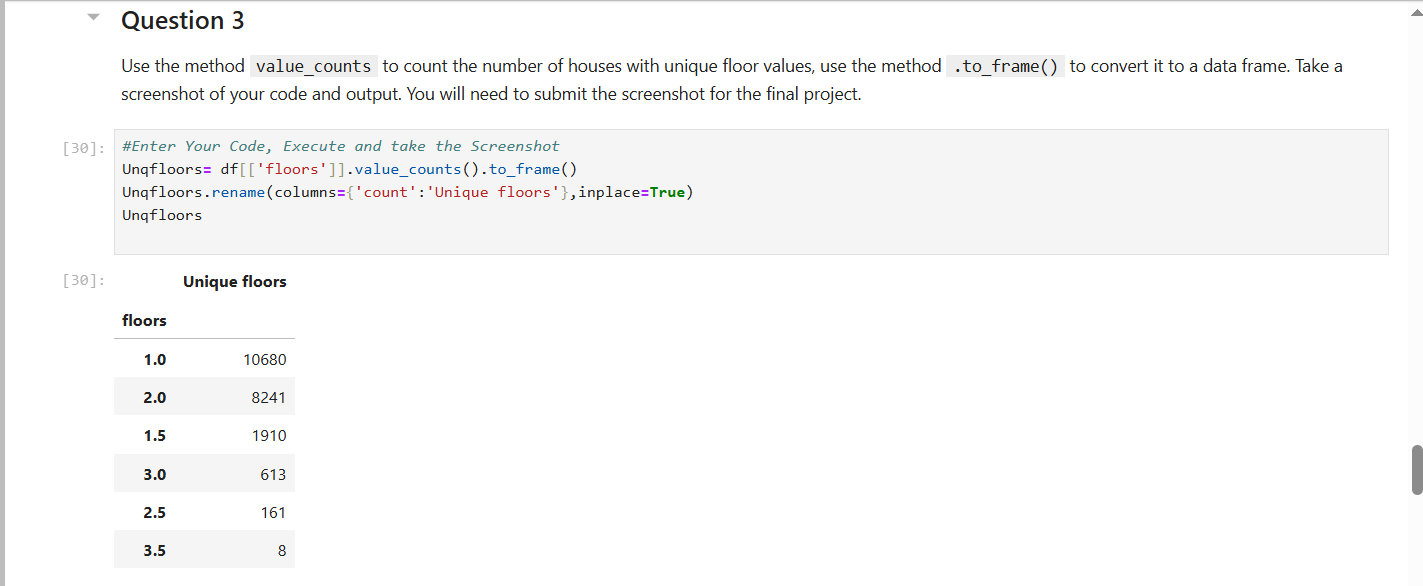 Question 3
Use the method value_counts to count the number of houses with unique floor values, use the method .to_frame() to convert it to a data frame. Take a
screenshot of your code and output. You will need to submit the screenshot for the final project.
[30]: #Enter Your Code, Execute and take the Screenshot
Unqfloors= df[['floors']].value_counts().to_frame()
Unqfloors.rename(columns={'count':'Unique floors'},inplace=True)
Unqfloors
[30]: Unique floors
floors
1.0 10680
2.0 8241
1.5 1910
3.0 613
2.5 161
3.5 8